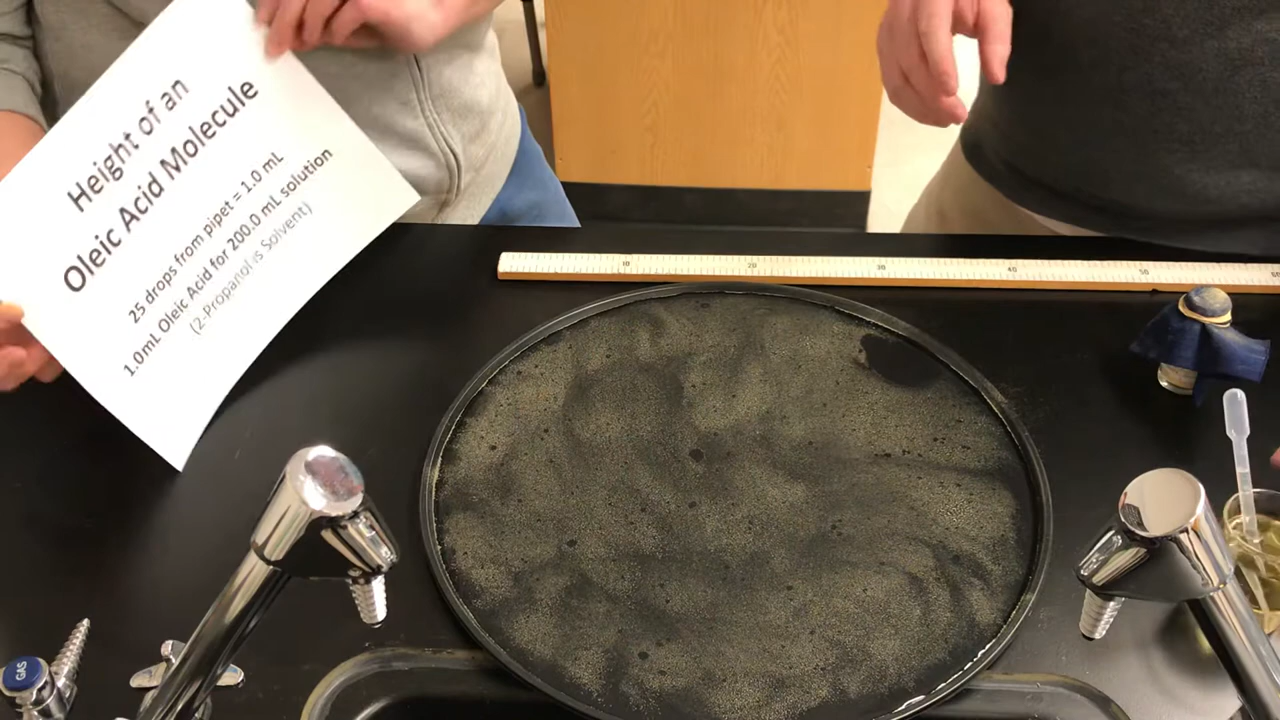 Height of an
Oleic Acid Molecule
25 drops from pipet = 1.0 mL
1.0mL Oleic Acid for 200.0 mL solution
(2-Propanol is Solvent)
10 20 30 40 50
GAS